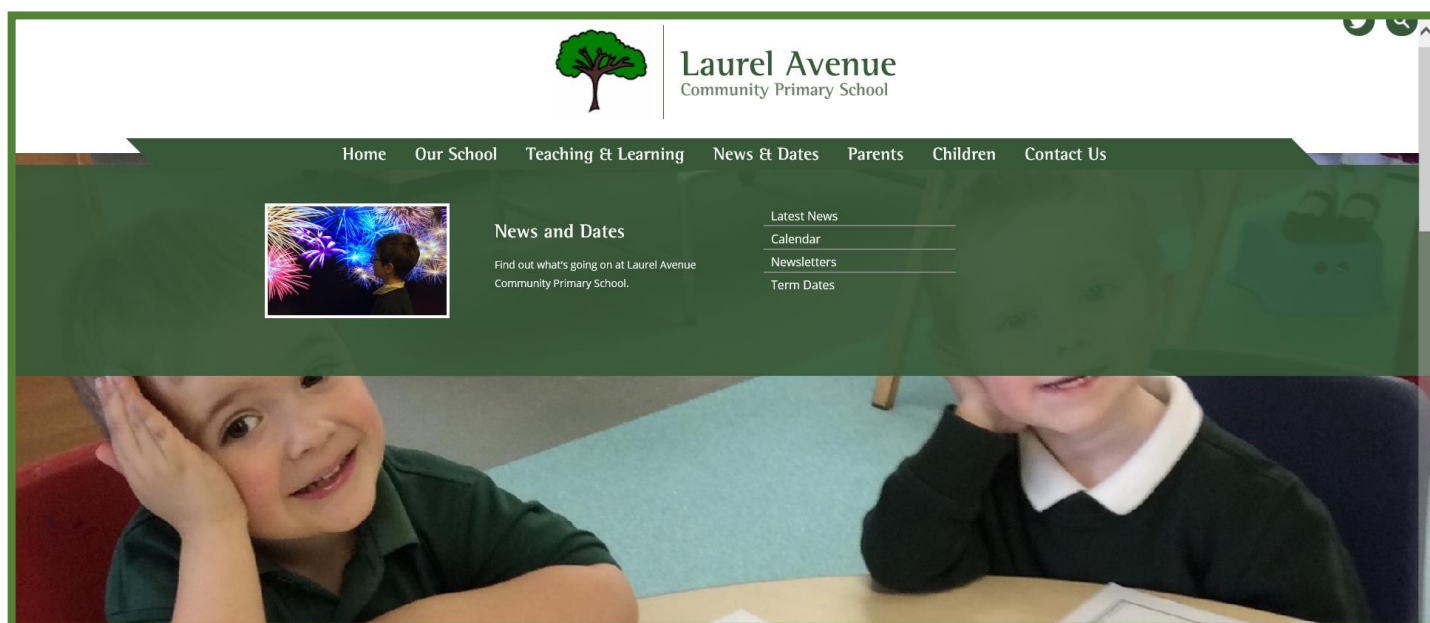 Laurel Avenue
Community Primary School
Home Our School Teaching & Learning News & Dates Parents Children Contact Us
News and Dates
Find out what's going on at Laurel Avenue
Community Primary School.
Latest News
Calendar
Newsletters
Term Dates